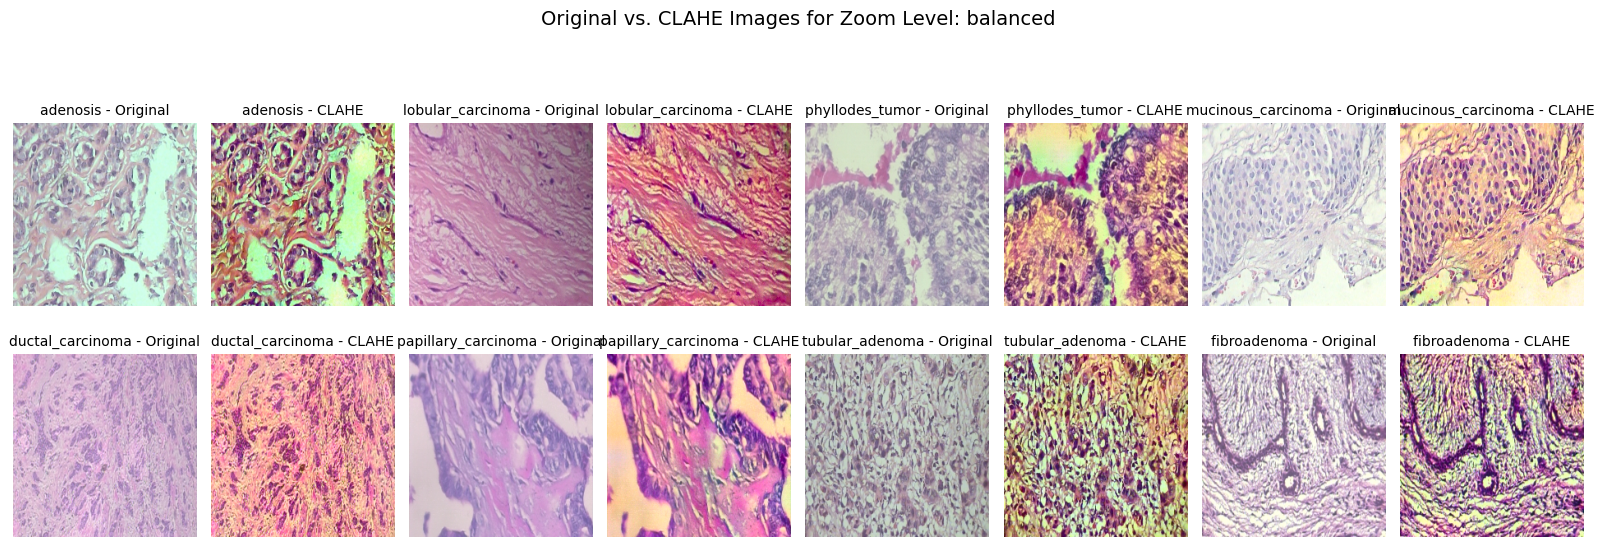 Original vs. CLAHE Images for Zoom Level: balanced
adenosis - Original
adenosis - CLAHE
lobular_carcinoma - Original
lobular_carcinoma - CLAHE
phyllodes_tumor - Original
phyllodes_tumor - CLAHE
mucinous_carcinoma - Original
mucinous_carcinoma - CLAHE
ductal_carcinoma - Original
ductal_carcinoma - CLAHE
papillary_carcinoma - Original
papillary_carcinoma - CLAHE
tubular_adenoma - Original
tubular_adenoma - CLAHE
fibroadenoma - Original
fibroadenoma - CLAHE